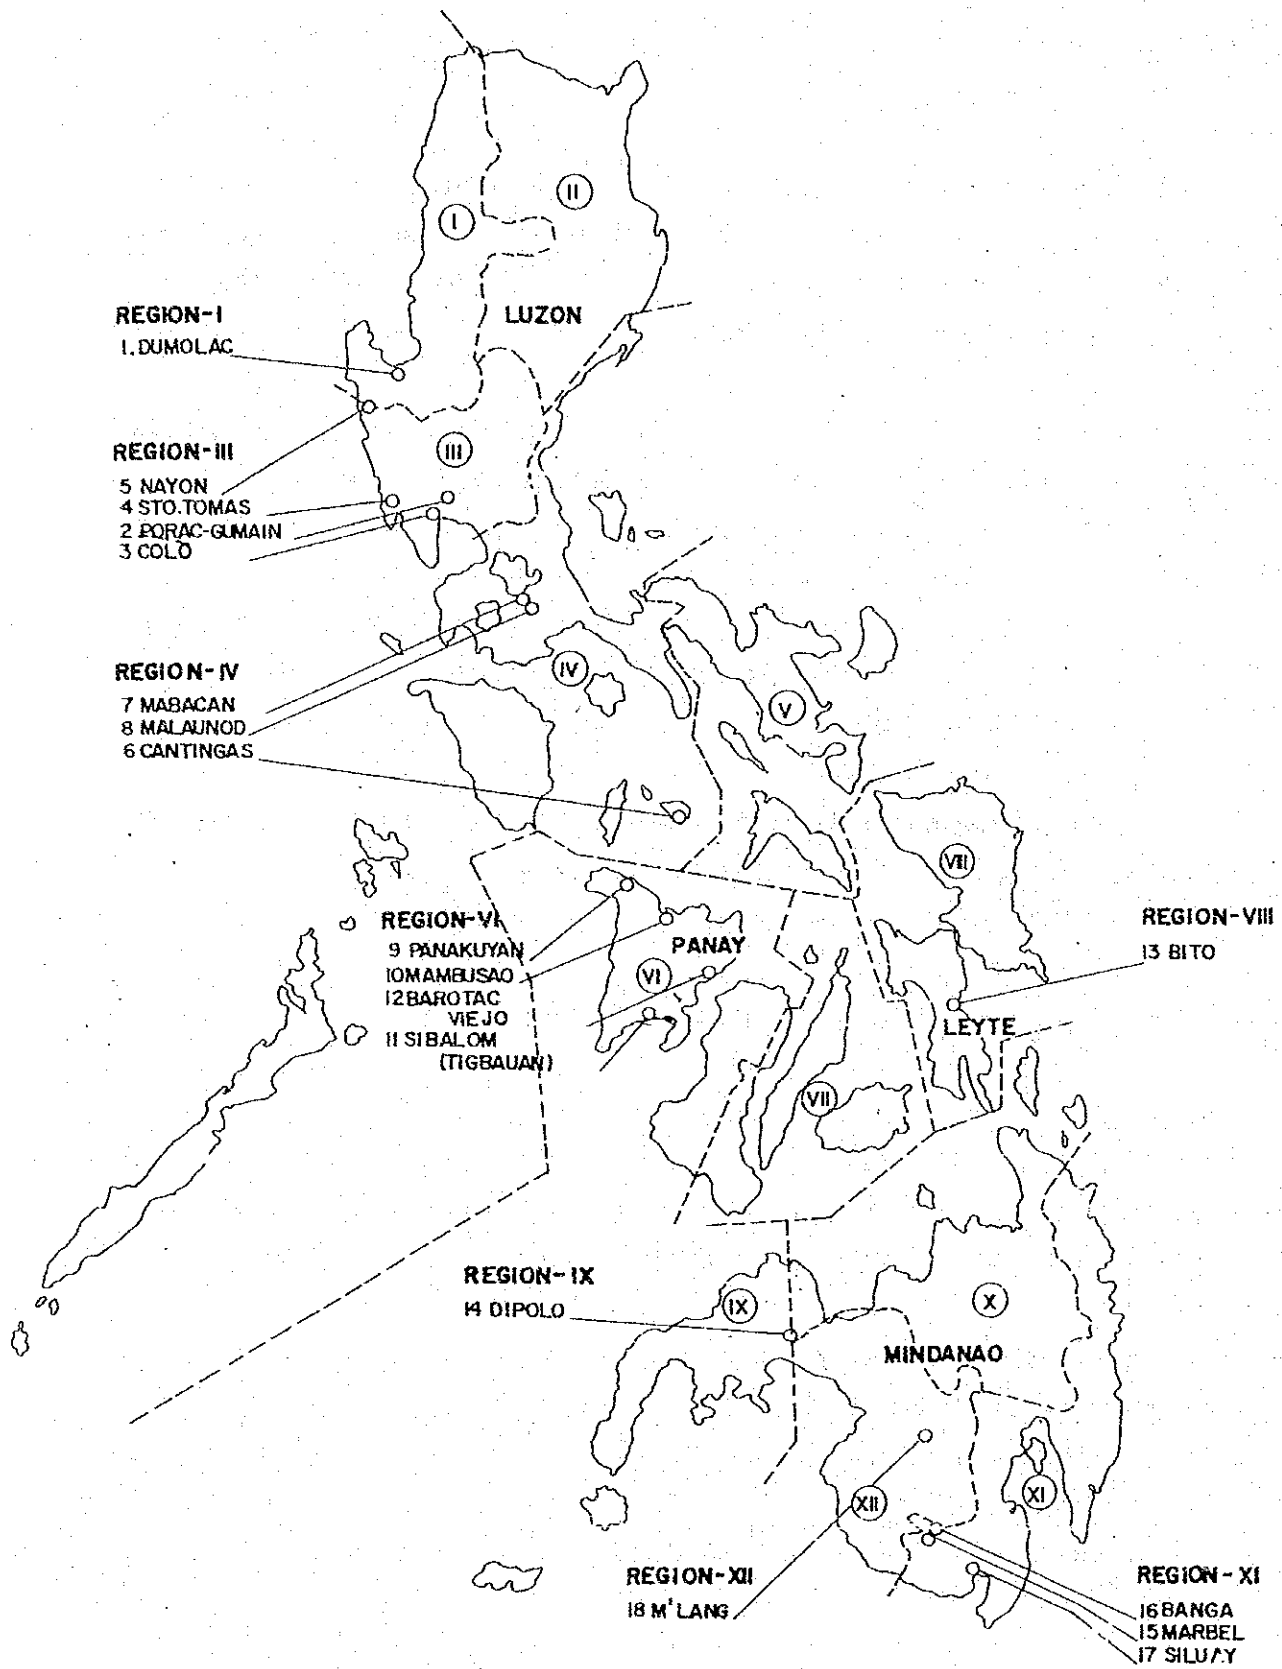 II
I
REGION-I
1. DUMOLAC
LUZON
III
REGION-III
5 NAYON
4 STO.TOMAS
2 PORAC-GUMAIN
3 COLO
REGION-IV
7 MABACAN
8 MALAUNOD
6 CANTINGAS
IV
V
VIII
REGION-VI
9 PANAKUYAN
10 MAMBUSAO
12 BAROTAC
VIEJO
11 SIBALOM
(TIGBAUAN)
PANAY
VI
REGION-VIII
13 BITO
LEYTE
VII
REGION-IX
14 DIPOLO
IX
X
MINDANAO
XII
XI
REGION-XII
18 M'LANG
REGION-XI
16 BANGA
15 MARBEL
17